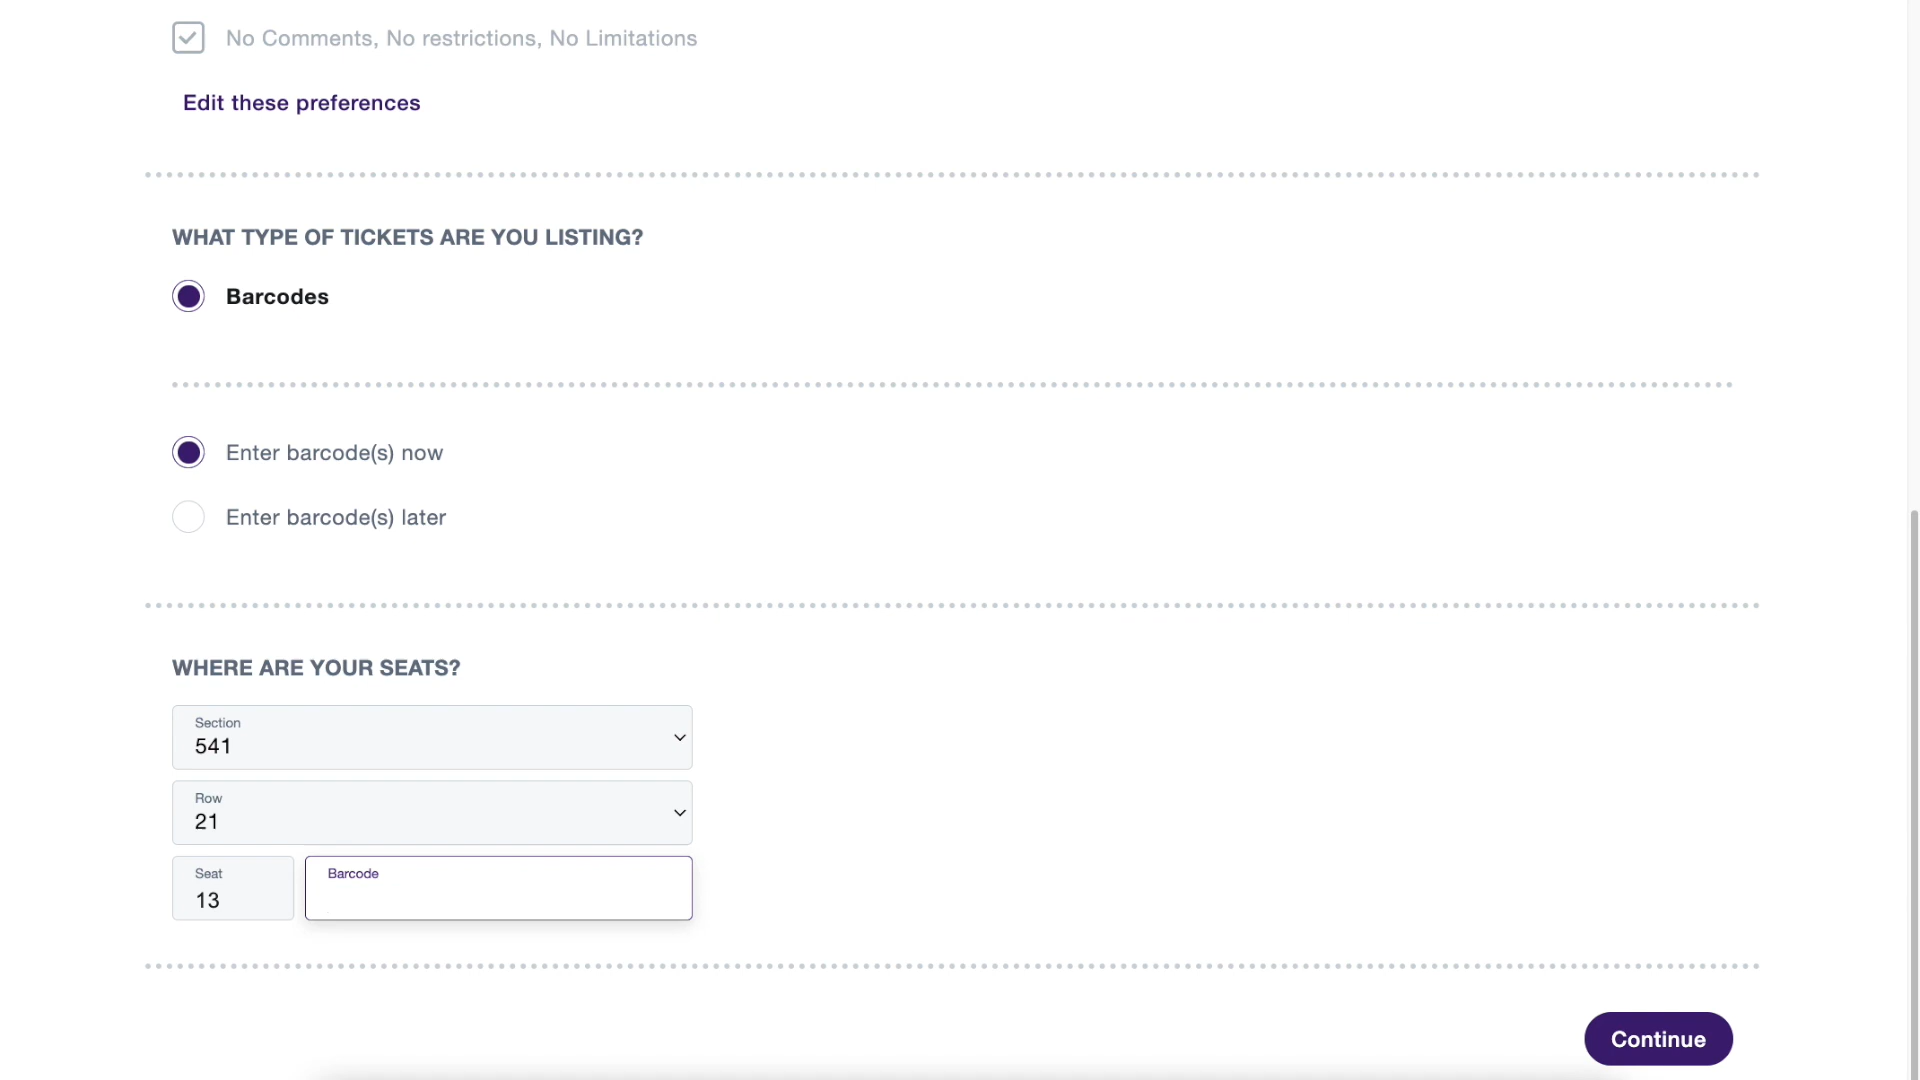 No Comments, No restrictions, No Limitations
Edit these preferences
WHAT TYPE OF TICKETS ARE YOU LISTING?
Barcodes
Enter barcode(s) now
Enter barcode(s) later
WHERE ARE YOUR SEATS?
Section
541
Row
21
Seat
13
Barcode
Continue